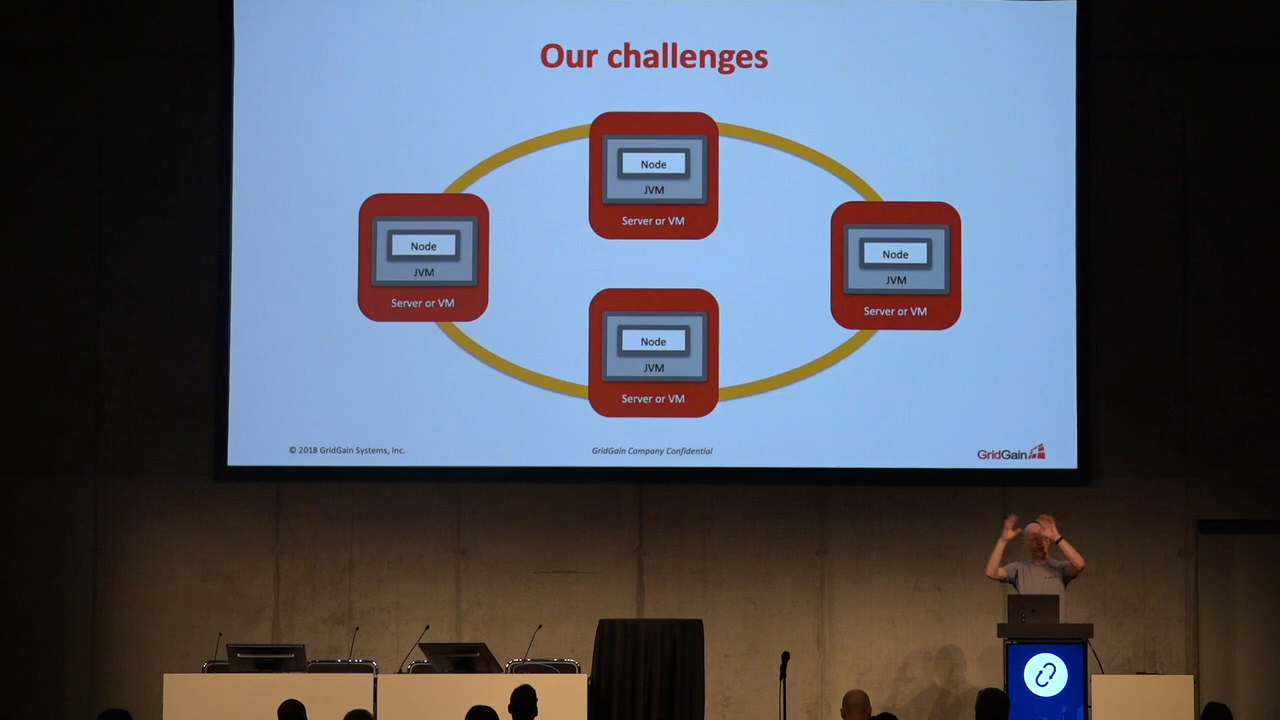 Our challenges
Node
JVM
Server or VM
Node
JVM
Server or VM
Node
JVM
Server or VM
Node
JVM
Server or VM
© 2018 GridGain Systems, Inc.
GridGain Company Confidential
GridGain